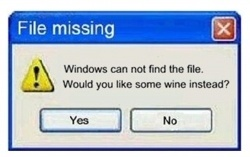 File missing
Windows can not find the file.
Would you like some wine instead?
Yes
No